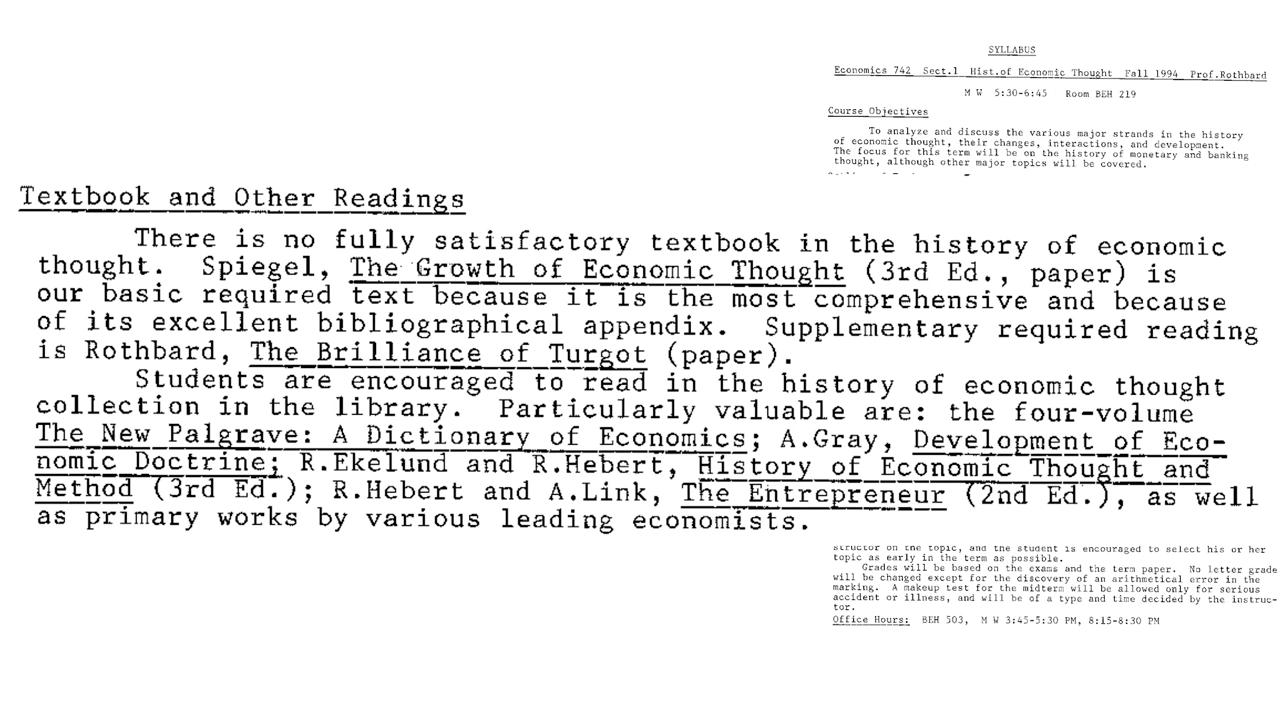 SYLLABUS
Economics 742 Sect.1 Hist.of Economic Thought Fall 1994 Prof.Rothbard
M W 5:30-6:45 Room BEH 219
Course Objectives
To analyze and discuss the various major strands in the history
of economic thought, their changes, interactions, and development.
The focus for this term will be on the history of monetary and banking
thought, although other major topics will be covered.
Textbook and Other Readings
There is no fully satisfactory textbook in the history of economic
thought. Spiegel, The Growth of Economic Thought (3rd Ed., paper) is
our basic required text because it is the most comprehensive and because
of its excellent bibliographical appendix. Supplementary required reading
is Rothbard, The Brilliance of Turgot (paper).
Students are encouraged to read in the history of economic thought
collection in the library. Particularly valuable are: the four-volume
The New Palgrave: A Dictionary of Economics; A.Gray, Development of Eco-
nomic Doctrine; R.Ekelund and R.Hebert, History of Economic Thought and
Method (3rd Ed.); R.Hebert and A.Link, The Entrepreneur (2nd Ed.), as well
as primary works by various leading economists.
structor on the topic, and the student is encouraged to select his or her
topic as early in the term as possible.
Grades will be based on the exams and the term paper. No letter grade
will be changed except for the discovery of an arithmetical error in the
marking. A makeup test for the midterm will be allowed only for serious
accident or illness, and will be of a type and time decided by the instruc-
tor.
Office Hours: BEH 503, M W 3:45-5:30 PM, 8:15-8:30 PM